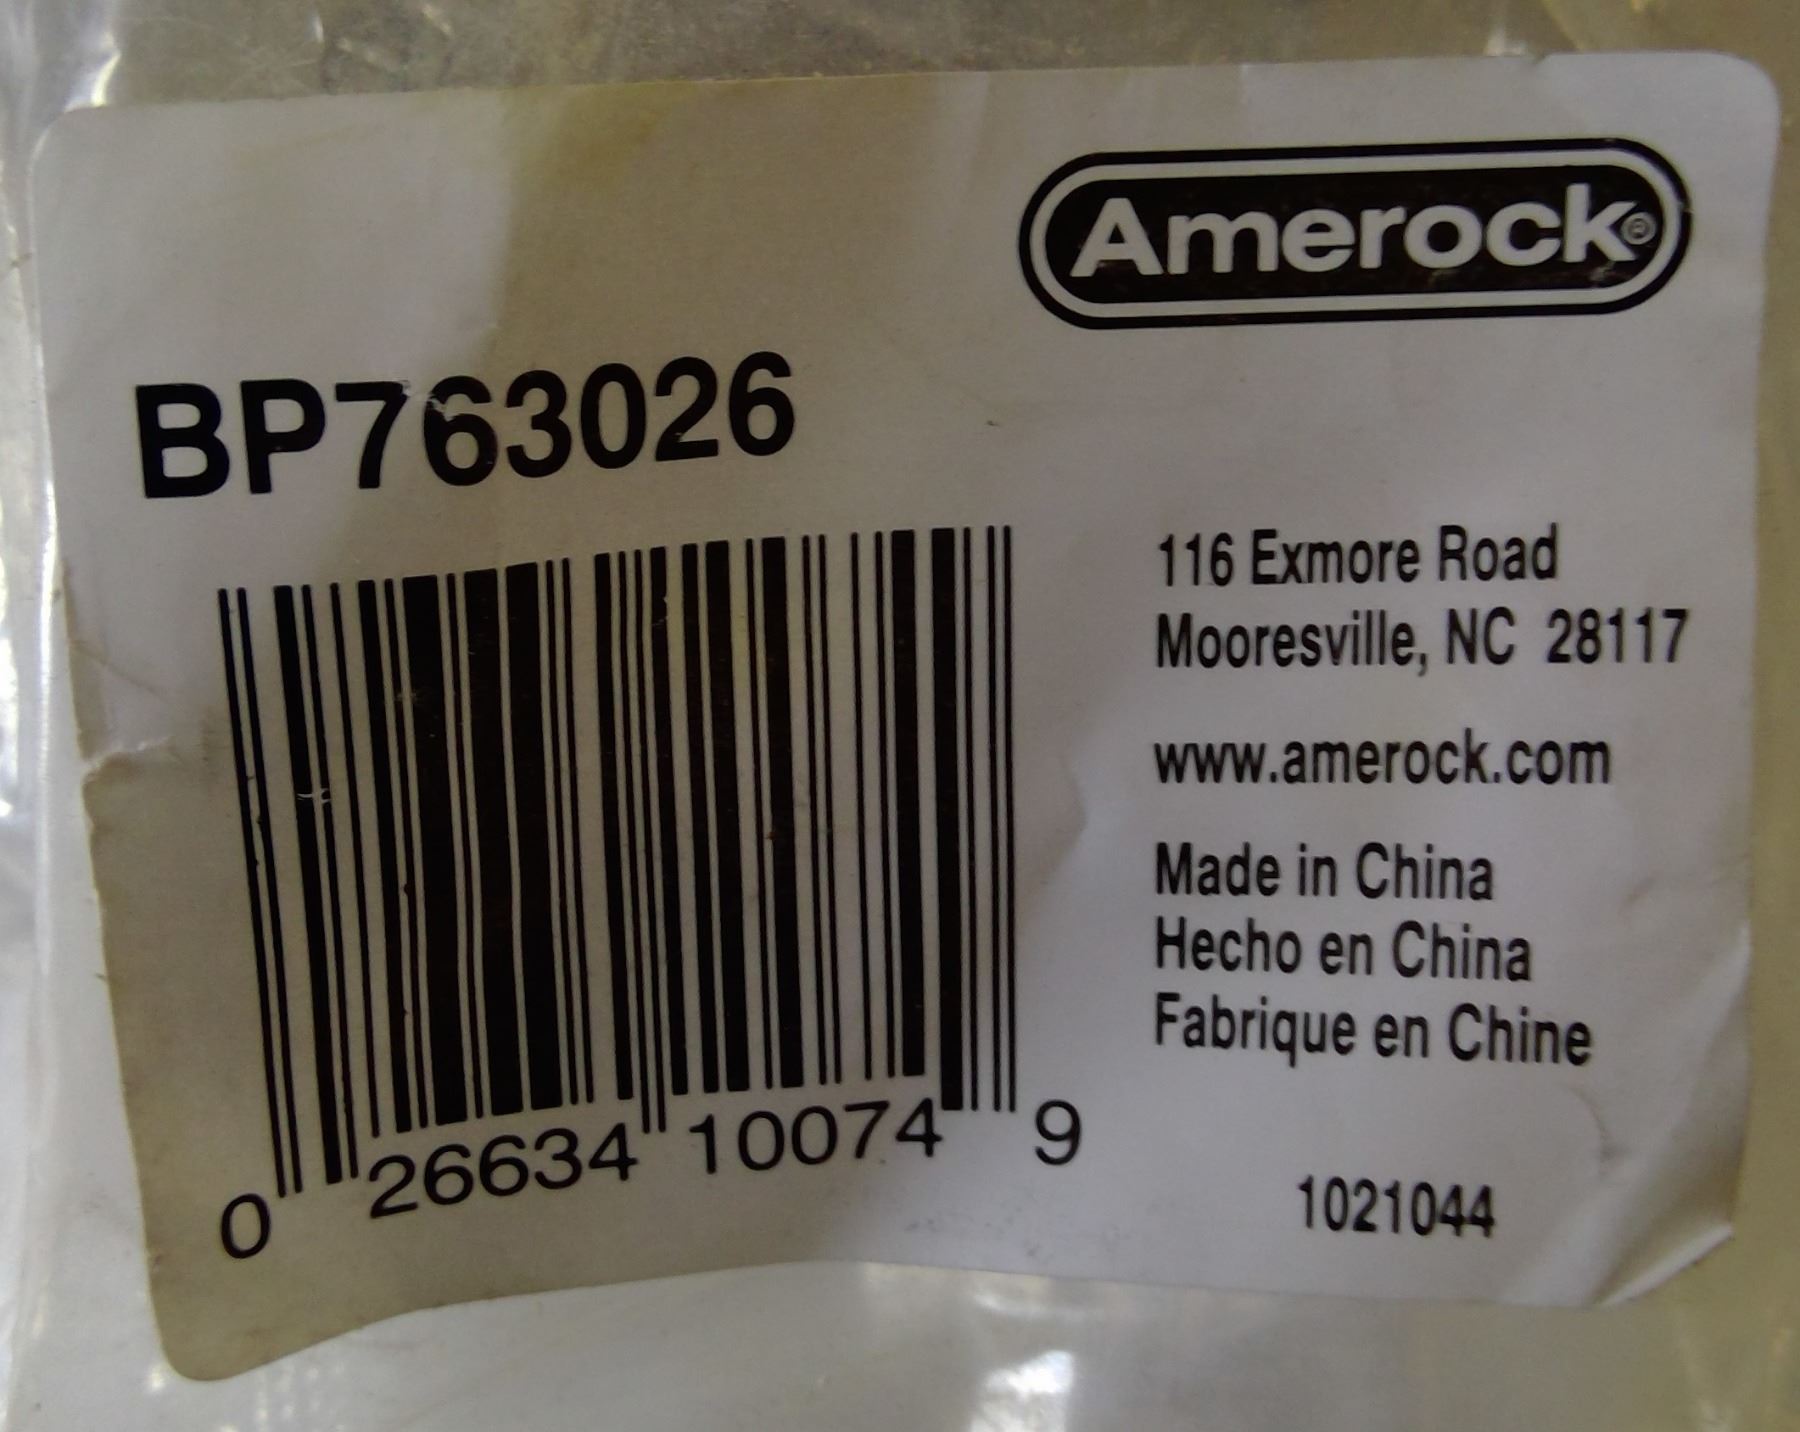 Amerock®
BP763026
116 Exmore Road
Mooresville, NC 28117
www.amerock.com
Made in China
Hecho en China
Fabrique en Chine
0 26634 10074 9
1021044